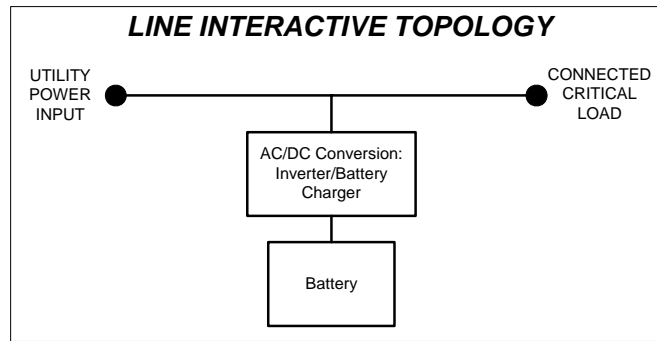 LINE INTERACTIVE TOPOLOGY
UTILITY
POWER
INPUT
CONNECTED
CRITICAL
LOAD
AC/DC Conversion:
Inverter/Battery
Charger
Battery